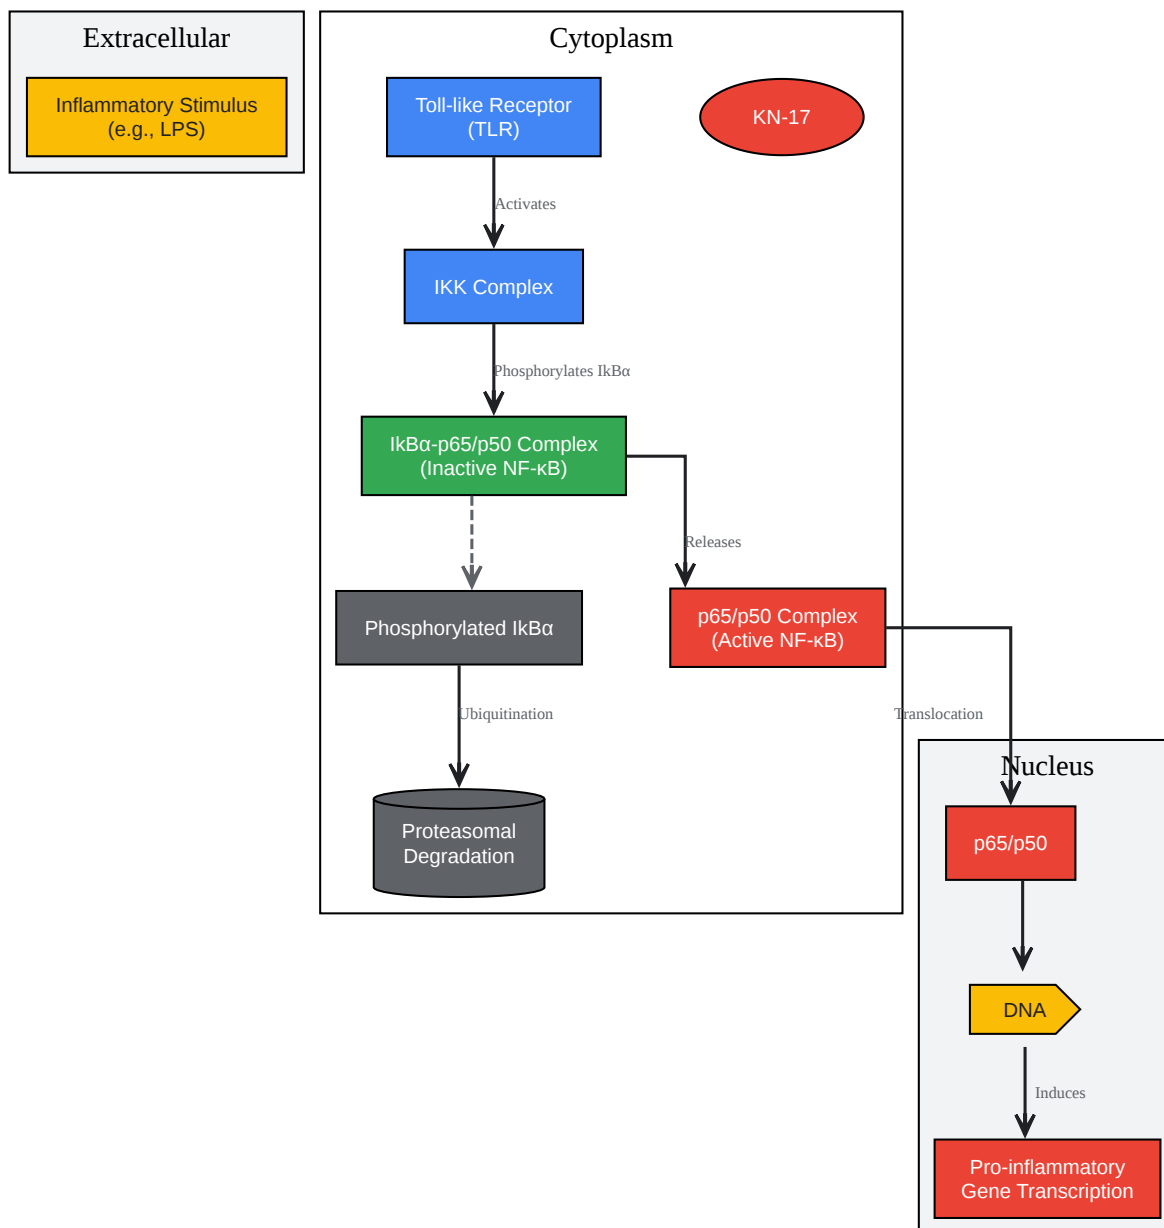 Extracellular
Inflammatory Stimulus
(e.g., LPS)
Cytoplasm
Toll-like Receptor
(TLR)
KN-17
Activates
IKK Complex
Phosphorylates IkBα
IkBα-p65/p50 Complex
(Inactive NF-κB)
Releases
Phosphorylated IkBα
p65/p50 Complex
(Active NF-κB)
Ubiquitination
Translocation
Proteasomal
Degradation
Nucleus
p65/p50
DNA
Induces
Pro-inflammatory
Gene Transcription